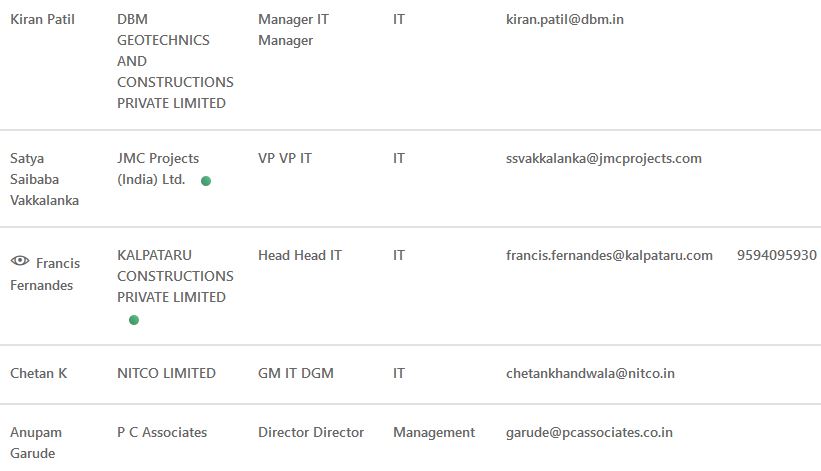 Kiran Patil DBM Manager IT IT kiran.patil@dbm.in
GEOTECHNICS Manager
AND
CONSTRUCTIONS
PRIVATE LIMITED
Satya JMC Projects VP VP IT IT ssvakkalanka@jmcprojects.com
Saibaba (India) Ltd.
Vakkalanka
Francis KALPATARU Head Head IT IT francis.fernandes@kalpataru.com 9594095930
Fernandes CONSTRUCTIONS
PRIVATE LIMITED
Chetan K NITCO LIMITED GM IT DGM IT chetankhandwala@nitco.in
Anupam P C Associates Director Director Management garude@pcassociates.co.in
Garude